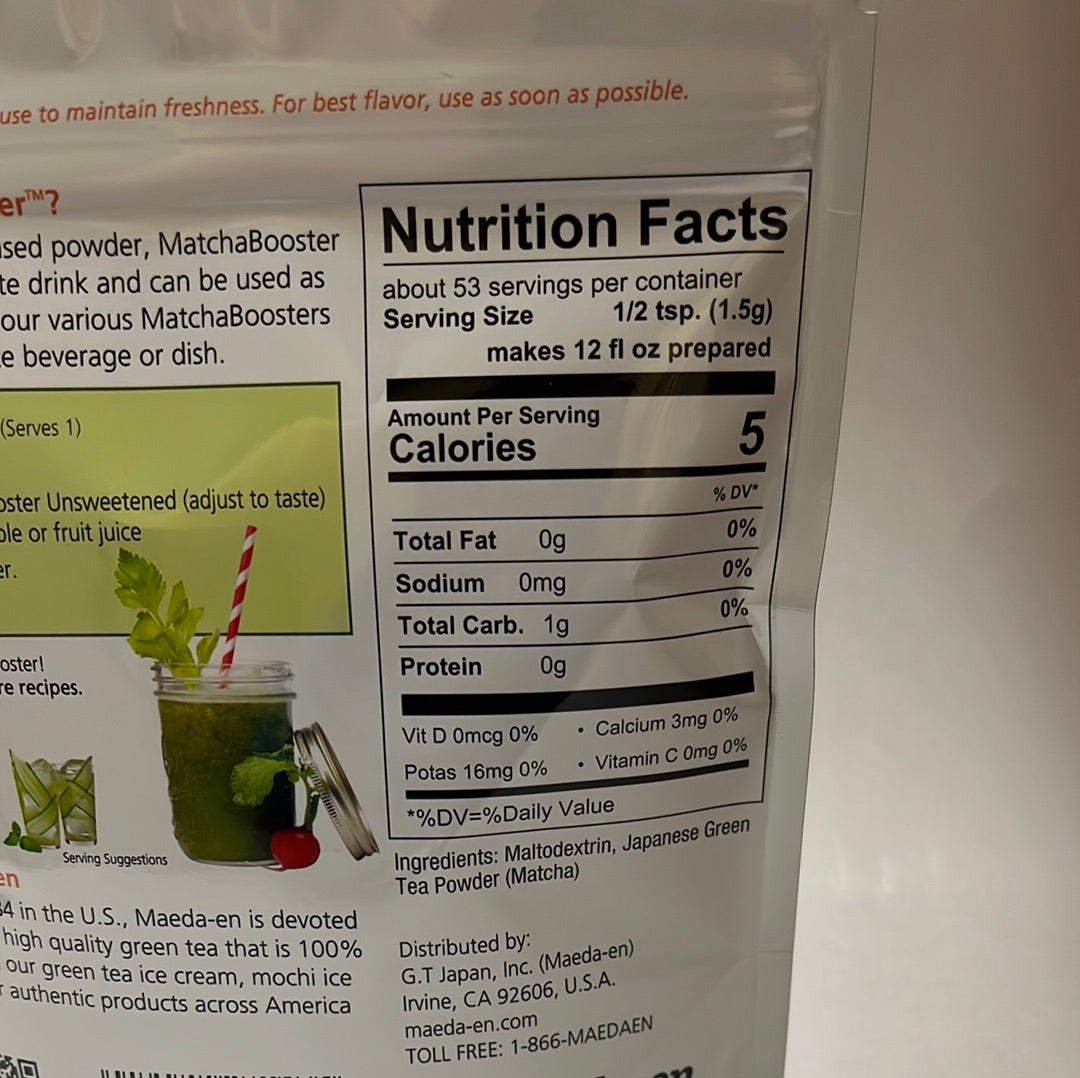 use to maintain freshness. For best flavor, use as soon as possible.
er™?
sed powder, MatchaBooster
te drink and can be used as
our various MatchaBoosters
e beverage or dish.
(Serves 1)
oster Unsweetened (adjust to taste)
ble or fruit juice
er.
oster!
re recipes.
Serving Suggestions
en
4 in the U.S., Maeda-en is devoted
high quality green tea that is 100%
our green tea ice cream, mochi ice
r authentic products across America
Nutrition Facts
about 53 servings per container
Serving Size 1/2 tsp. (1.5g)
makes 12 fl oz prepared
Amount Per Serving
Calories 5
% DV*
Total Fat 0g 0%
Sodium 0mg 0%
Total Carb. 1g 0%
Protein 0g
Vit D 0mcg 0% • Calcium 3mg 0%
Potas 16mg 0% • Vitamin C 0mg 0%
*%DV=%Daily Value
Ingredients: Maltodextrin, Japanese Green
Tea Powder (Matcha)
Distributed by:
G.T Japan, Inc. (Maeda-en)
Irvine, CA 92606, U.S.A.
maeda-en.com
TOLL FREE: 1-866-MAEDAEN